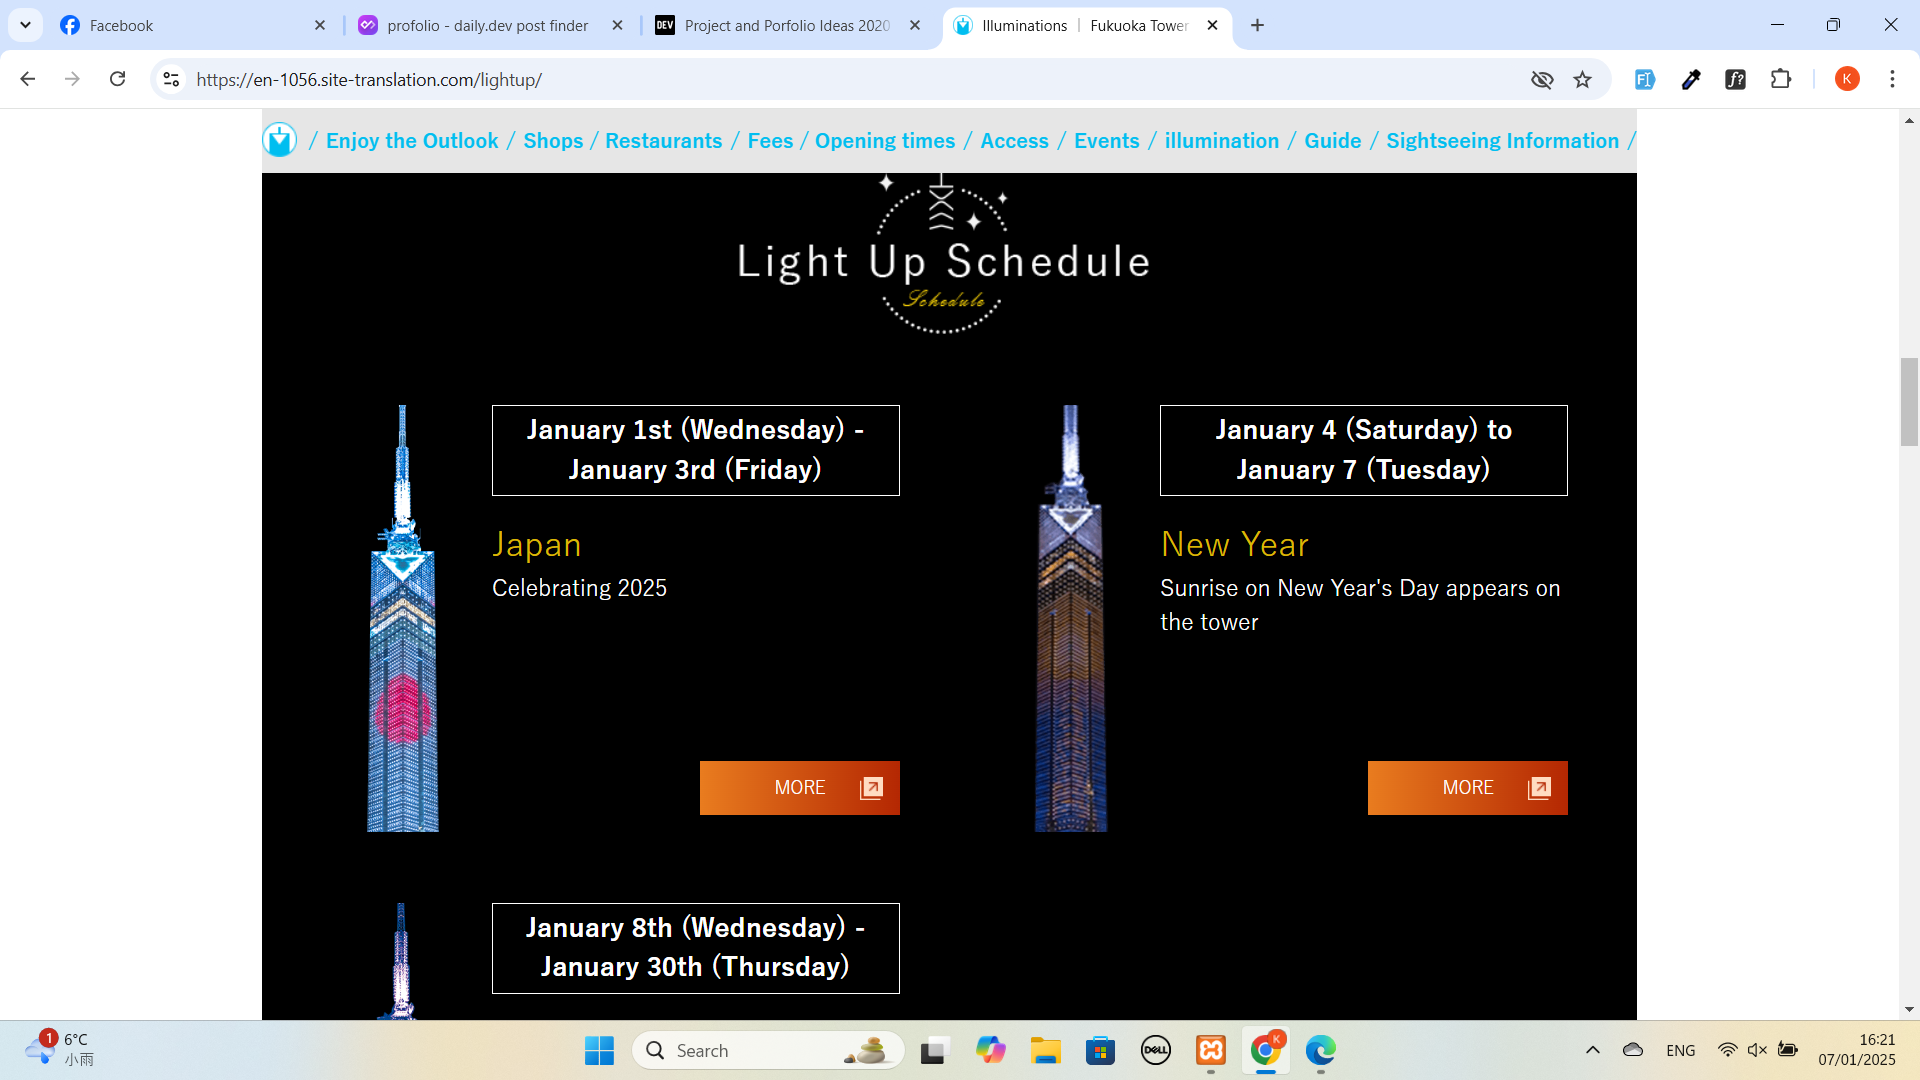 Facebook
profolio - daily.dev post finder
DEV
Project and Porfolio Ideas 2020
Illuminations ｜ Fukuoka Tower
https://en-1056.site-translation.com/lightup/
K
/ Enjoy the Outlook / Shops / Restaurants / Fees / Opening times / Access / Events / illumination / Guide / Sightseeing Information /
Light Up Schedule
Schedule
January 1st (Wednesday) -
January 3rd (Friday)
Japan
Celebrating 2025
MORE
January 4 (Saturday) to
January 7 (Tuesday)
New Year
Sunrise on New Year's Day appears on
the tower
MORE
January 8th (Wednesday) -
January 30th (Thursday)
1
6°C
小雨
Search
DELL
K
ENG
16:21
07/01/2025